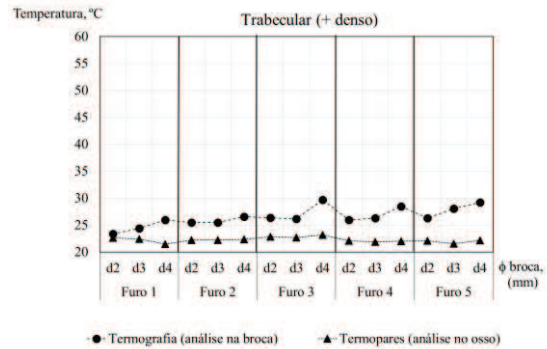 Temperatura, ºC
Trabecular (+ denso)
60
55
50
45
40
35
30
25
20
d2 d3 d4 d2 d3 d4 d2 d3 d4 d2 d3 d4 d2 d3 d4 ϕ broca,
(mm)
Furo 1 Furo 2 Furo 3 Furo 4 Furo 5
Termografia (análise na broca) Termopares (análise no osso)